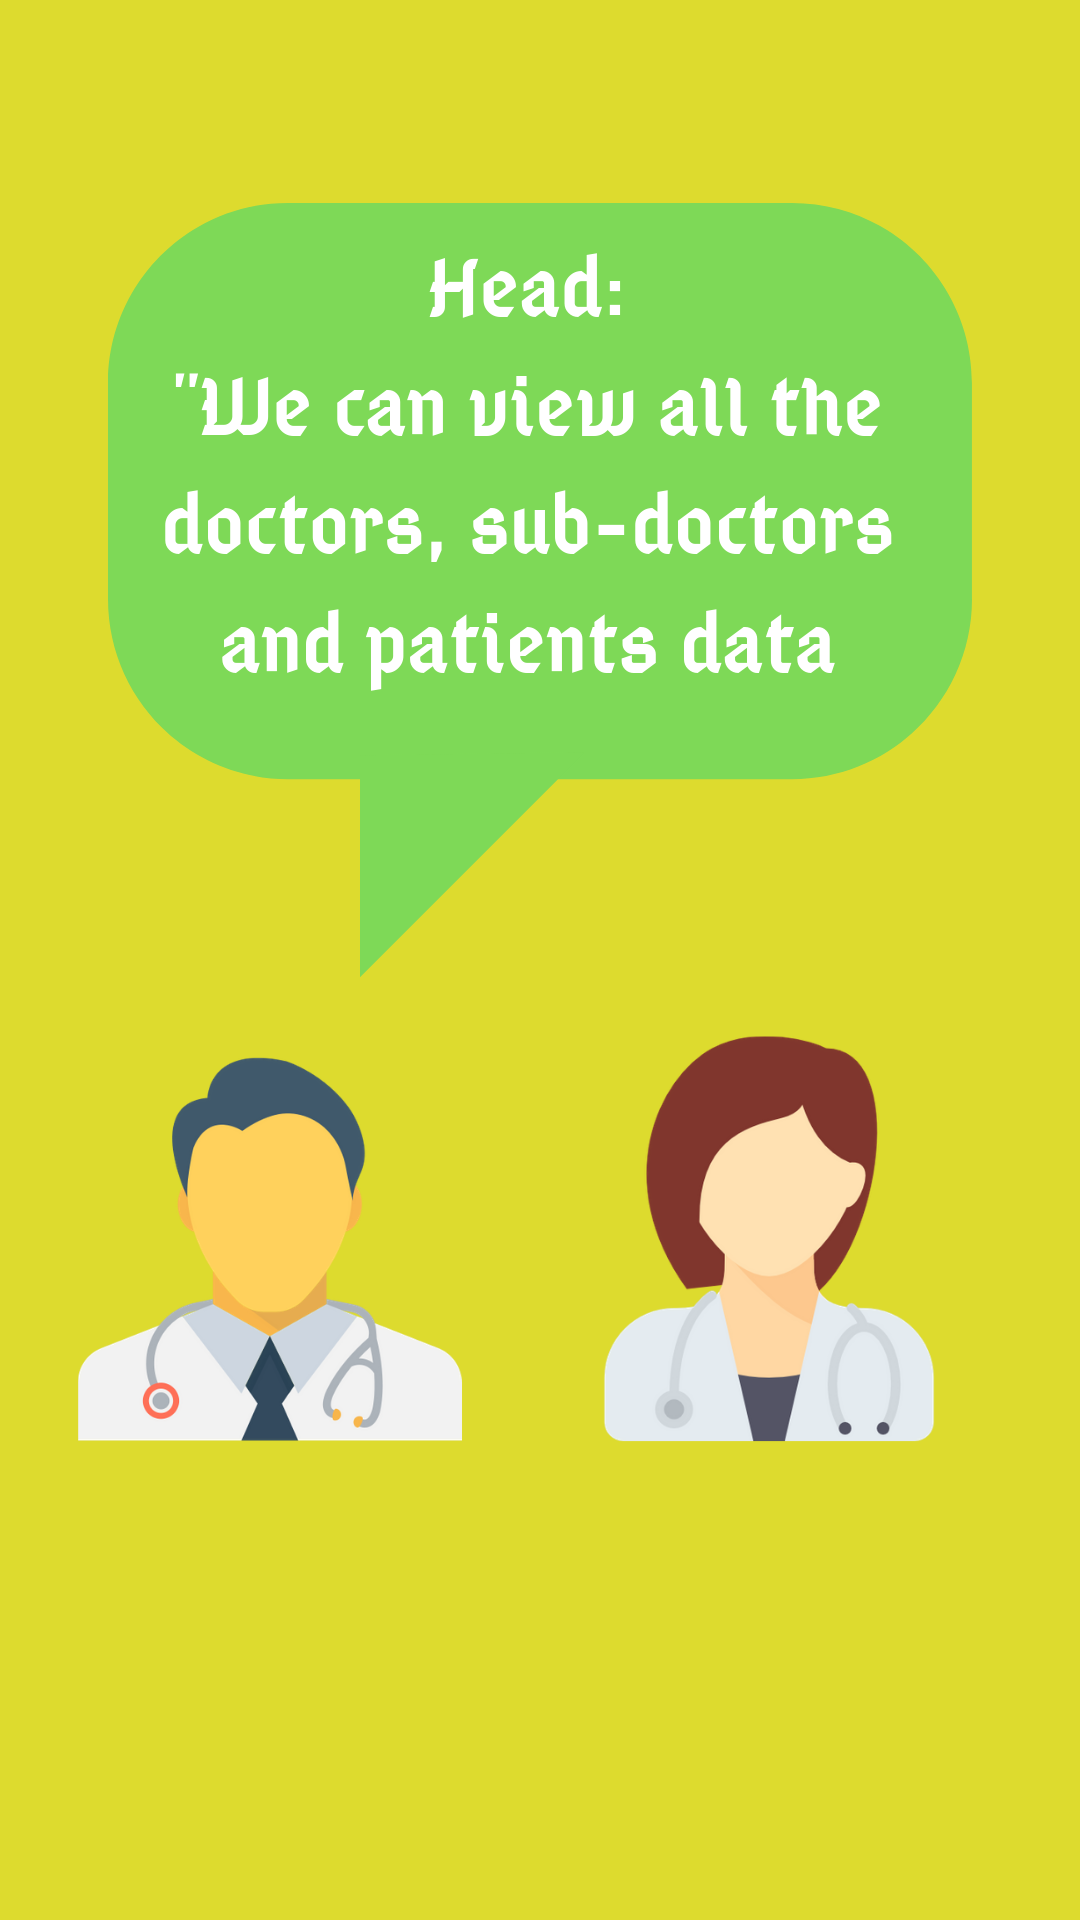 Head:
"We can view all the
doctors, sub-doctors
and patients data